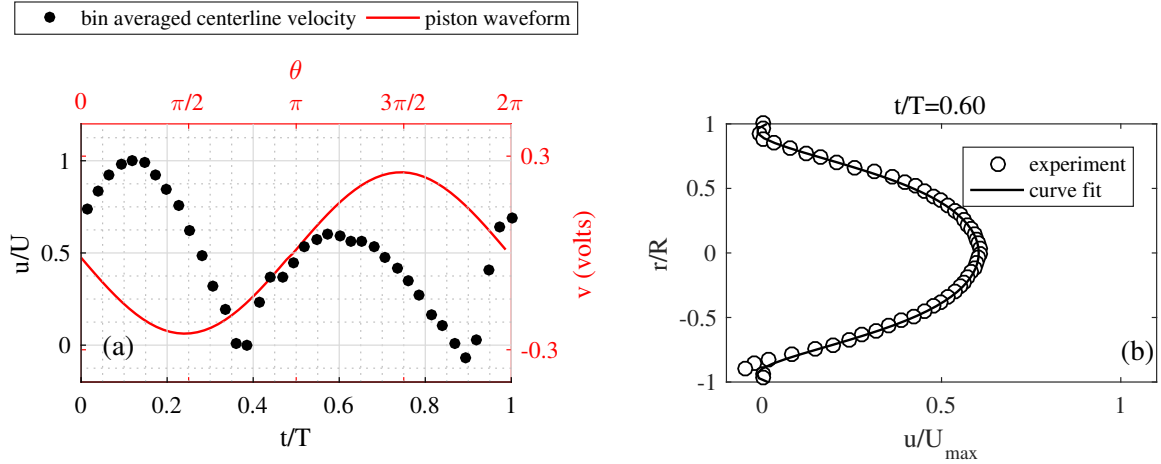 bin averaged centerline velocity
piston waveform
θ
0 π/2 π 3π/2 2π
1
0.5
0
u/U
0.3
-0.3
v (volts)
(a)
0 0.2 0.4 0.6 0.8 1
t/T
t/T=0.60
1
0.5
0
-0.5
-1
r/R
experiment
curve fit
(b)
0 0.5 1
u/U_max